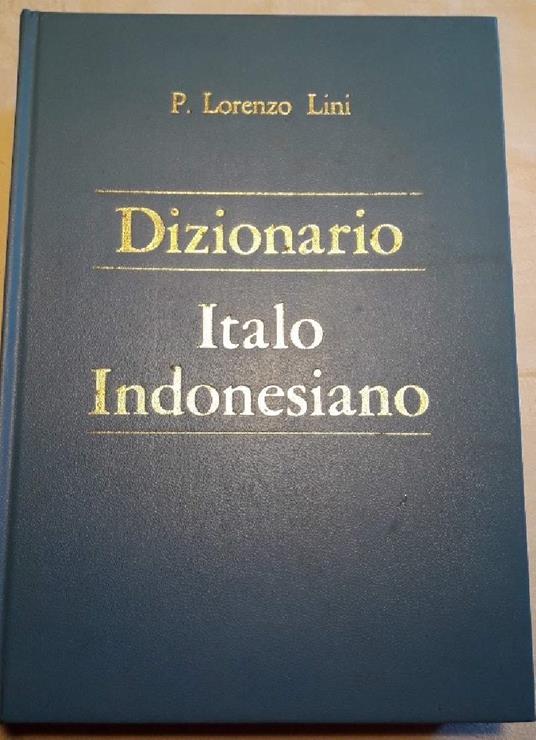 P. Lorenzo Lini
Dizionario
Italo
Indonesiano